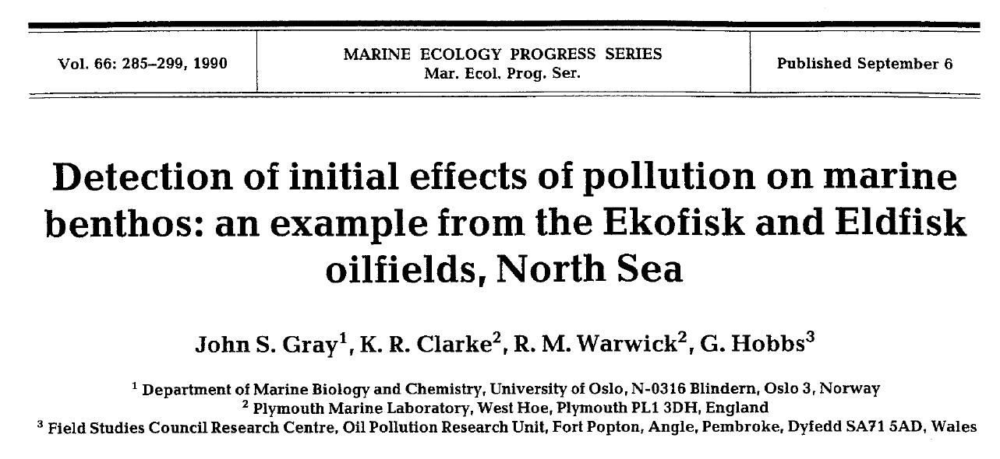 Vol. 66: 285–299, 1990
MARINE ECOLOGY PROGRESS SERIES
Mar. Ecol. Prog. Ser.
Published September 6
Detection of initial effects of pollution on marine
benthos: an example from the Ekofisk and Eldfisk
oilfields, North Sea
John S. Gray¹, K. R. Clarke², R. M. Warwick², G. Hobbs³
¹ Department of Marine Biology and Chemistry, University of Oslo, N-0316 Blindern, Oslo 3, Norway
² Plymouth Marine Laboratory, West Hoe, Plymouth PL1 3DH, England
³ Field Studies Council Research Centre, Oil Pollution Research Unit, Fort Popton, Angle, Pembroke, Dyfedd SA71 5AD, Wales